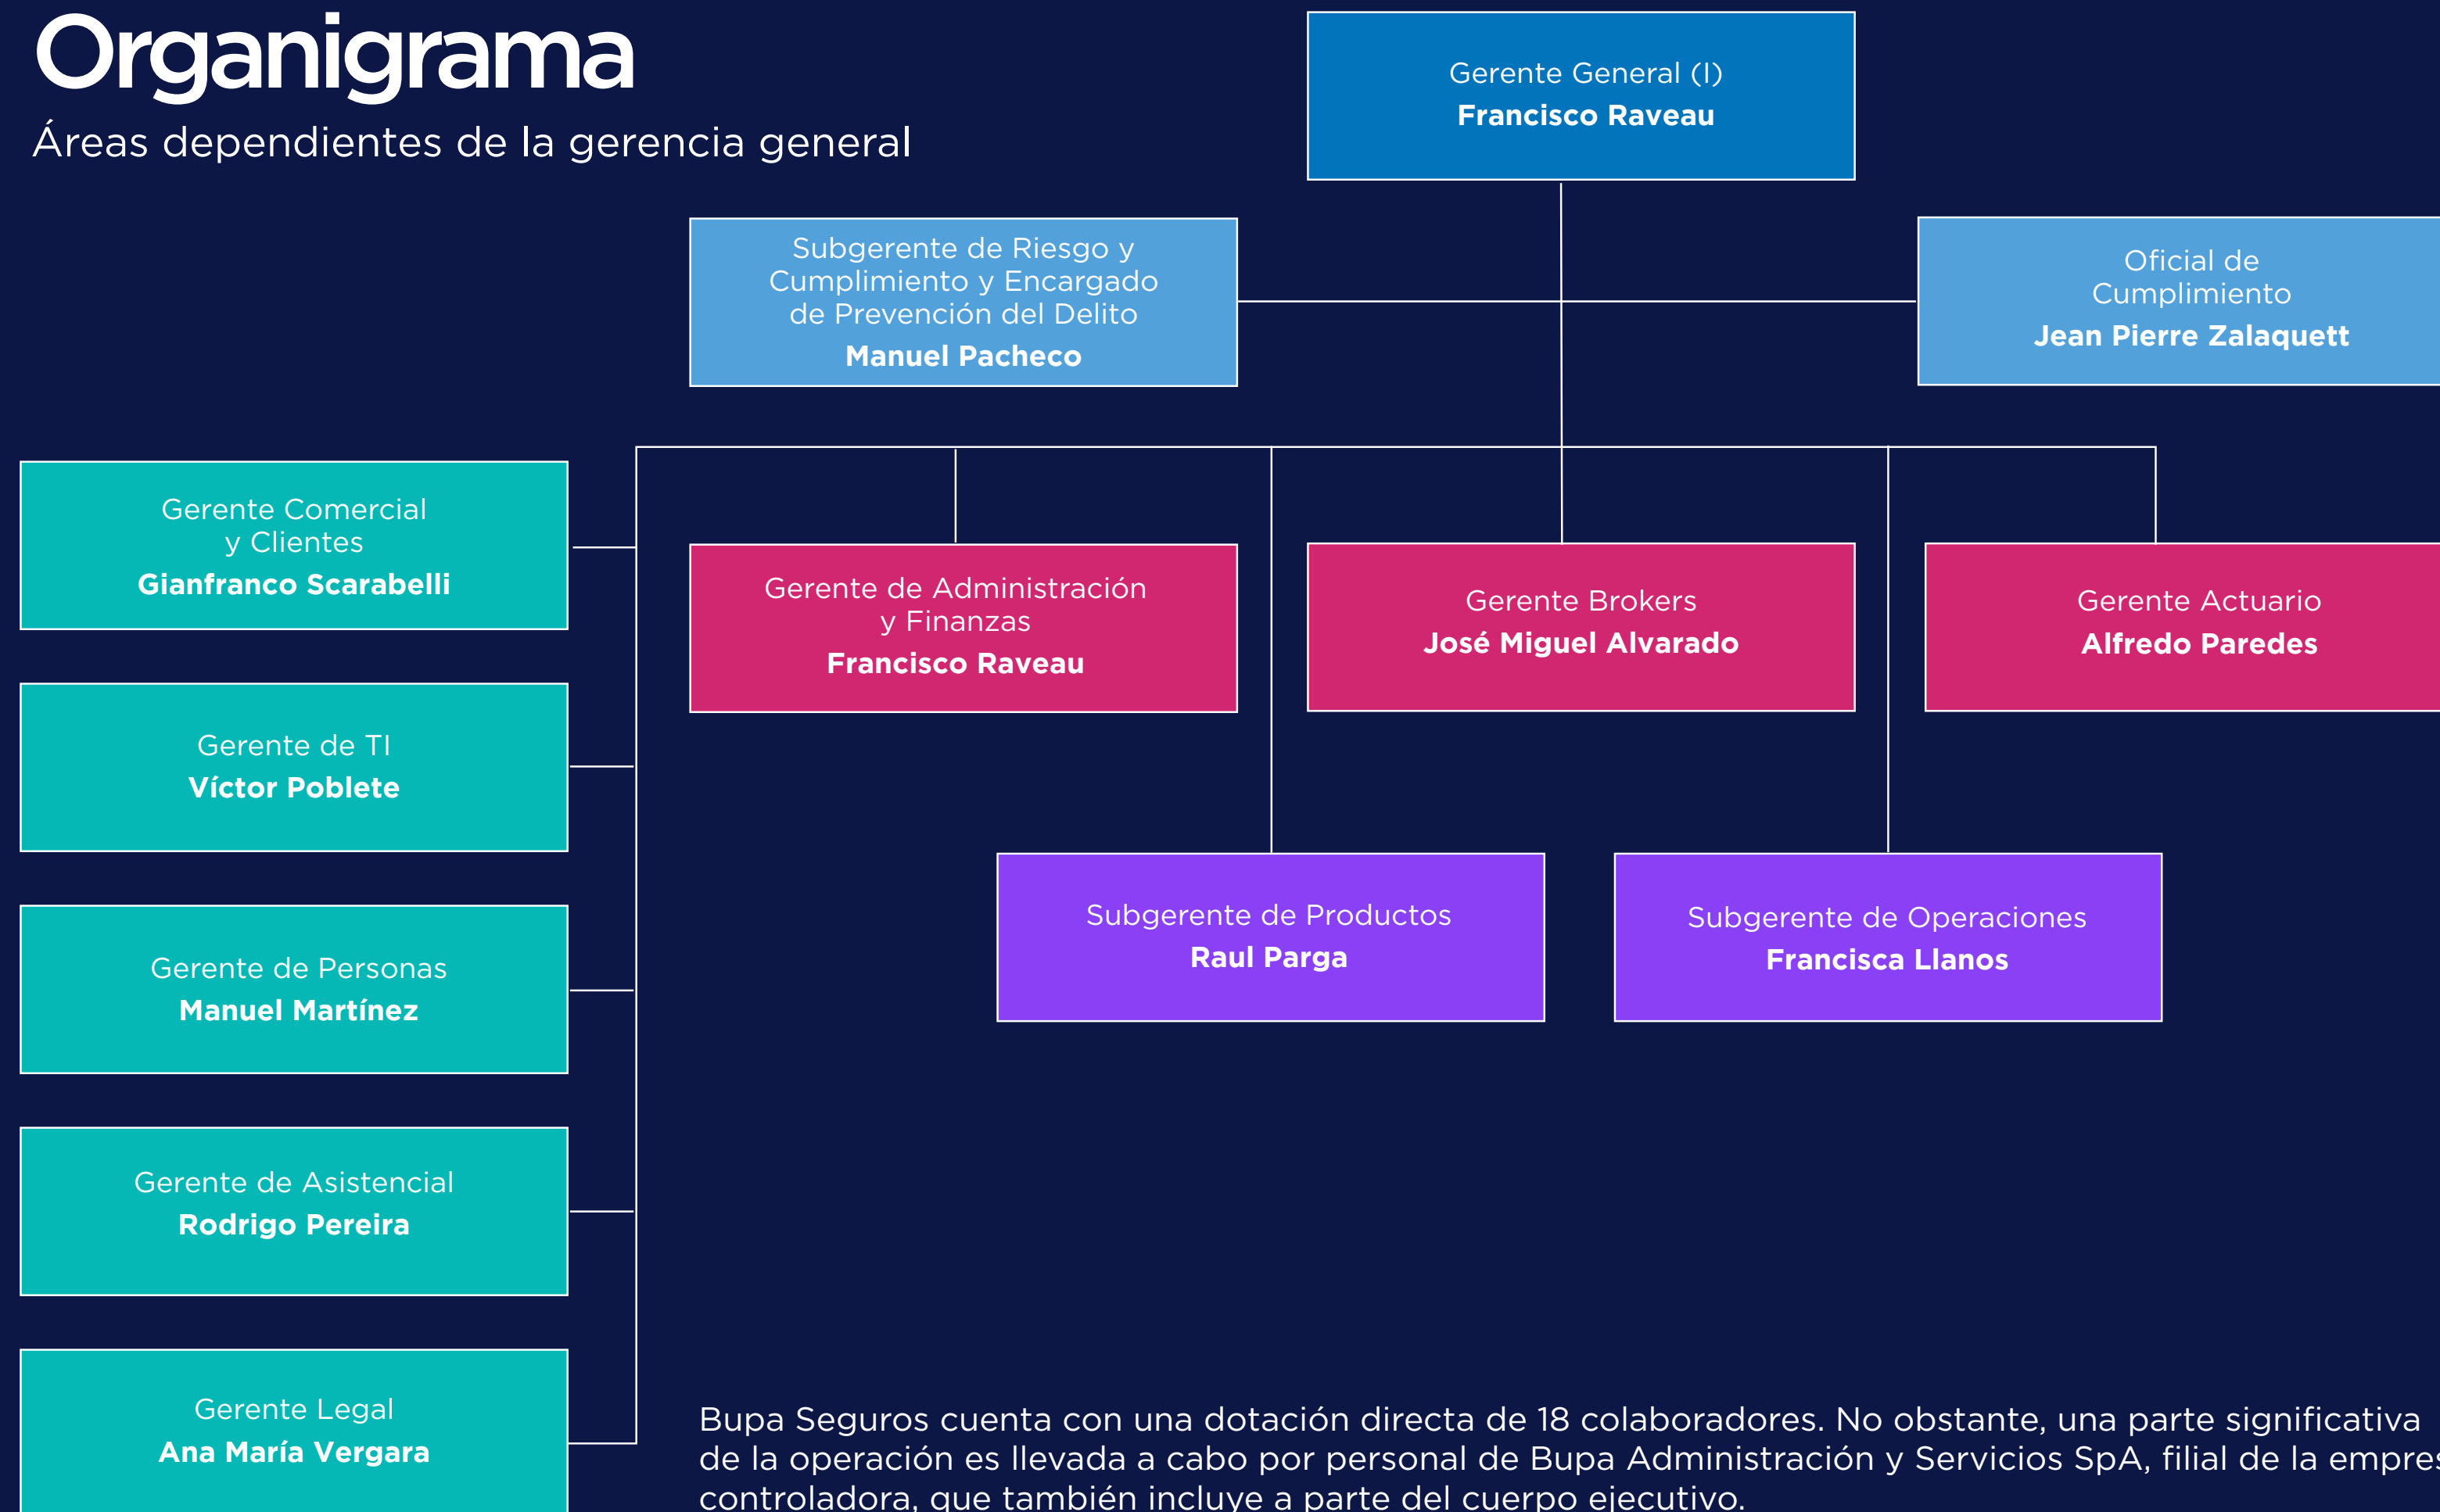 Organigrama
Áreas dependientes de la gerencia general
Gerente General (I)
Francisco Raveau
Subgerente de Riesgo y
Cumplimiento y Encargado
de Prevención del Delito
Manuel Pacheco
Oficial de
Cumplimiento
Jean Pierre Zalaquett
Gerente Comercial
y Clientes
Gianfranco Scarabelli
Gerente de TI
Víctor Poblete
Gerente de Personas
Manuel Martínez
Gerente de Asistencial
Rodrigo Pereira
Gerente Legal
Ana María Vergara
Gerente de Administración
y Finanzas
Francisco Raveau
Gerente Brokers
José Miguel Alvarado
Gerente Actuario
Alfredo Paredes
Subgerente de Productos
Raul Parga
Subgerente de Operaciones
Francisca Llanos
Bupa Seguros cuenta con una dotación directa de 18 colaboradores. No obstante, una parte significativa
de la operación es llevada a cabo por personal de Bupa Administración y Servicios SpA, filial de la
controladora, que también incluye a parte del cuerpo ejecutivo.